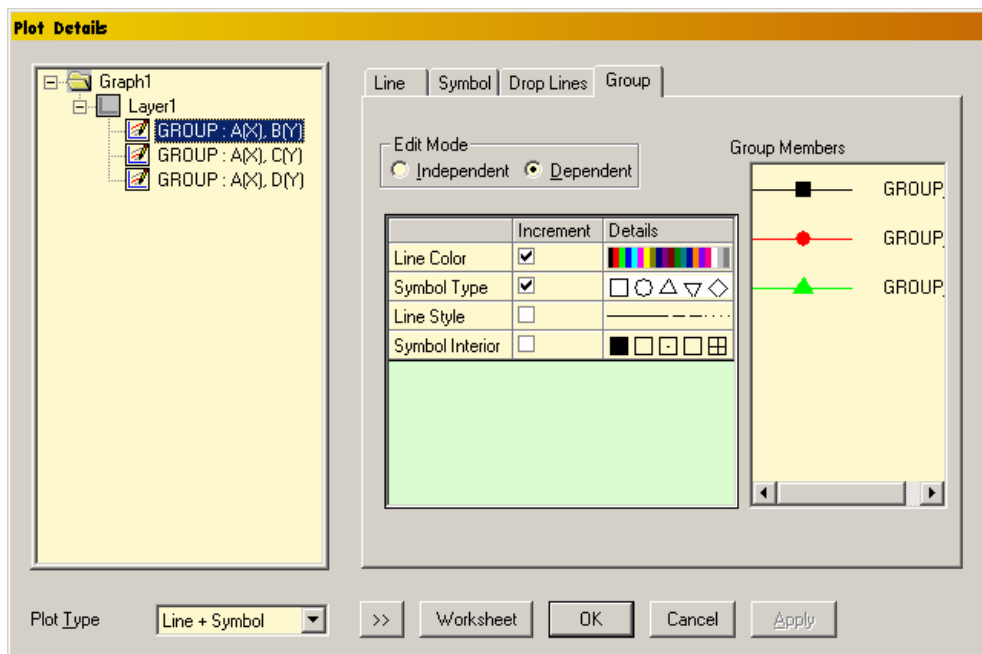 Plot Details
Graph1
Layer1
GROUP : A(X), B(Y)
GROUP : A(X), C(Y)
GROUP : A(X), D(Y)
Line Symbol Drop Lines Group
Edit Mode
Independent Dependent
Increment Details
Line Color
Symbol Type
Line Style
Symbol Interior
Group Members
GROUP_
GROUP_
GROUP_
Plot Type Line + Symbol >> Worksheet OK Cancel Apply